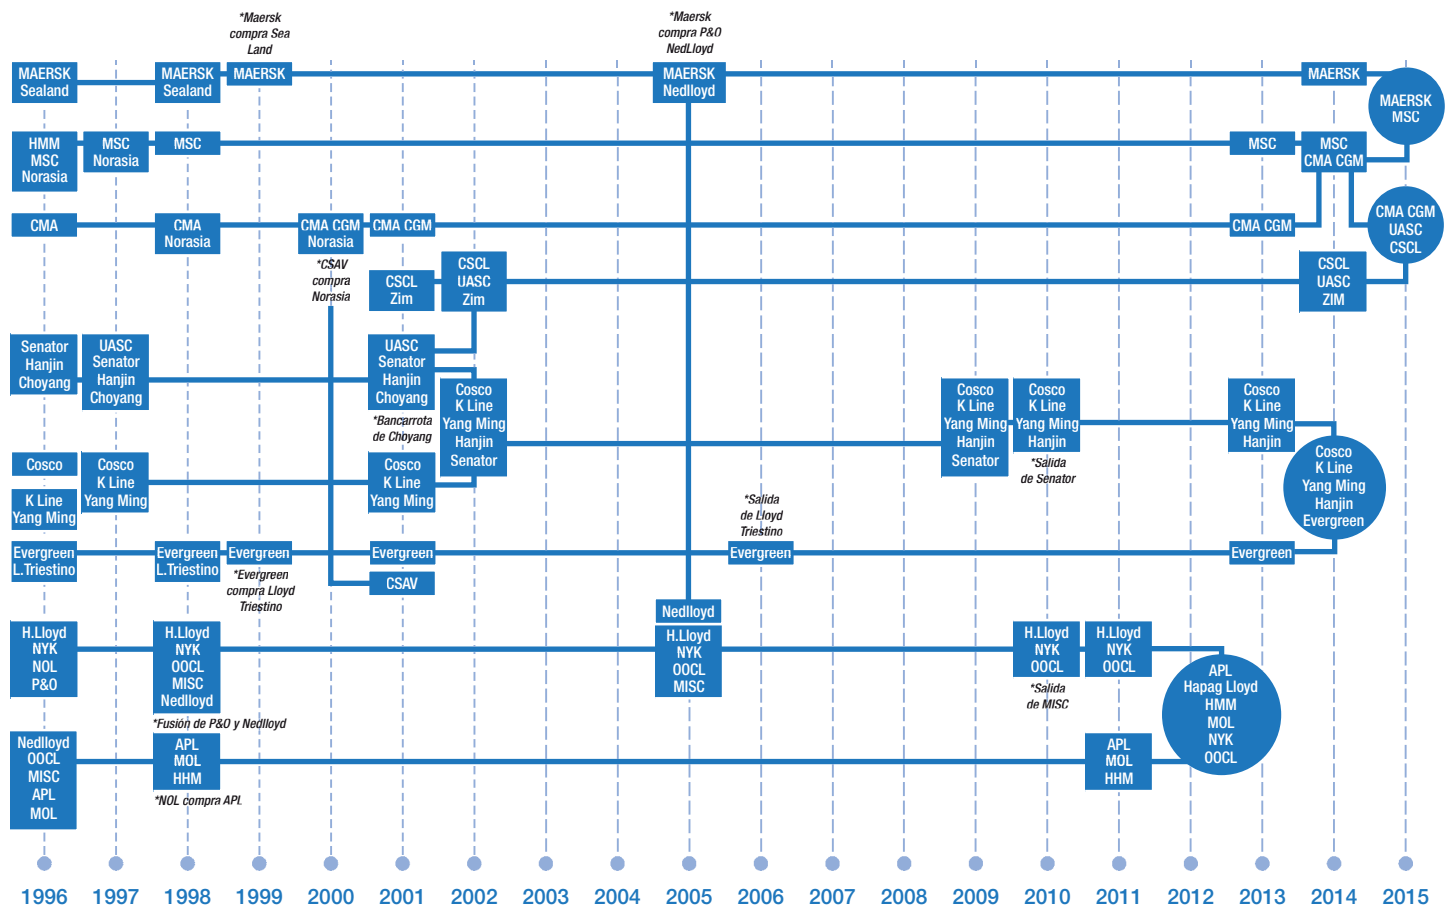 *Maersk
compra Sea
Land
*Maersk
compra P&O
NedLloyd
MAERSK
Sealand
MAERSK
Sealand
MAERSK
MAERSK
Nedlloyd
MAERSK
MAERSK
MSC
HMM
MSC
Norasia
MSC
Norasia
MSC
MSC
MSC
CMA CGM
CMA
CMA
Norasia
CMA CGM
Norasia
CMA CGM
CMA CGM
CMA CGM
UASC
CSCL
*CSAV
compra
Norasia
CSCL
Zim
CSCL
UASC
Zim
CSCL
UASC
ZIM
Senator
Hanjin
Choyang
UASC
Senator
Hanjin
Choyang
UASC
Senator
Hanjin
Choyang
*Bancarrota
de Choyang
Cosco
K Line
Yang Ming
Hanjin
Senator
Cosco
K Line
Yang Ming
Hanjin
Senator
Cosco
K Line
Yang Ming
Hanjin
*Salida
de Senator
Cosco
K Line
Yang Ming
Hanjin
Cosco
K Line
Yang Ming
Hanjin
Evergreen
Cosco
K Line
Yang Ming
Cosco
K Line
Yang Ming
Cosco
K Line
Yang Ming
*Salida
de Lloyd
Triestino
Evergreen
L.Triestino
Evergreen
L.Triestino
Evergreen
*Evergreen
compra Lloyd
Triestino
Evergreen
CSAV
Evergreen
Evergreen
Nedlloyd
H.Lloyd
NYK
NOL
P&O
H.Lloyd
NYK
OOCL
MISC
Nedlloyd
*Fusión de P&O y Nedlloyd
H.Lloyd
NYK
OOCL
MISC
H.Lloyd
NYK
OOCL
*Salida
de MISC
H.Lloyd
NYK
OOCL
APL
Hapag Lloyd
HMM
MOL
NYK
OOCL
Nedlloyd
OOCL
MISC
APL
MOL
APL
MOL
HHM
*NOL compra APL
APL
MOL
HHM
1996 1997 1998 1999 2000 2001 2002 2003 2004 2005 2006 2007 2008 2009 2010 2011 2012 2013 2014 2015